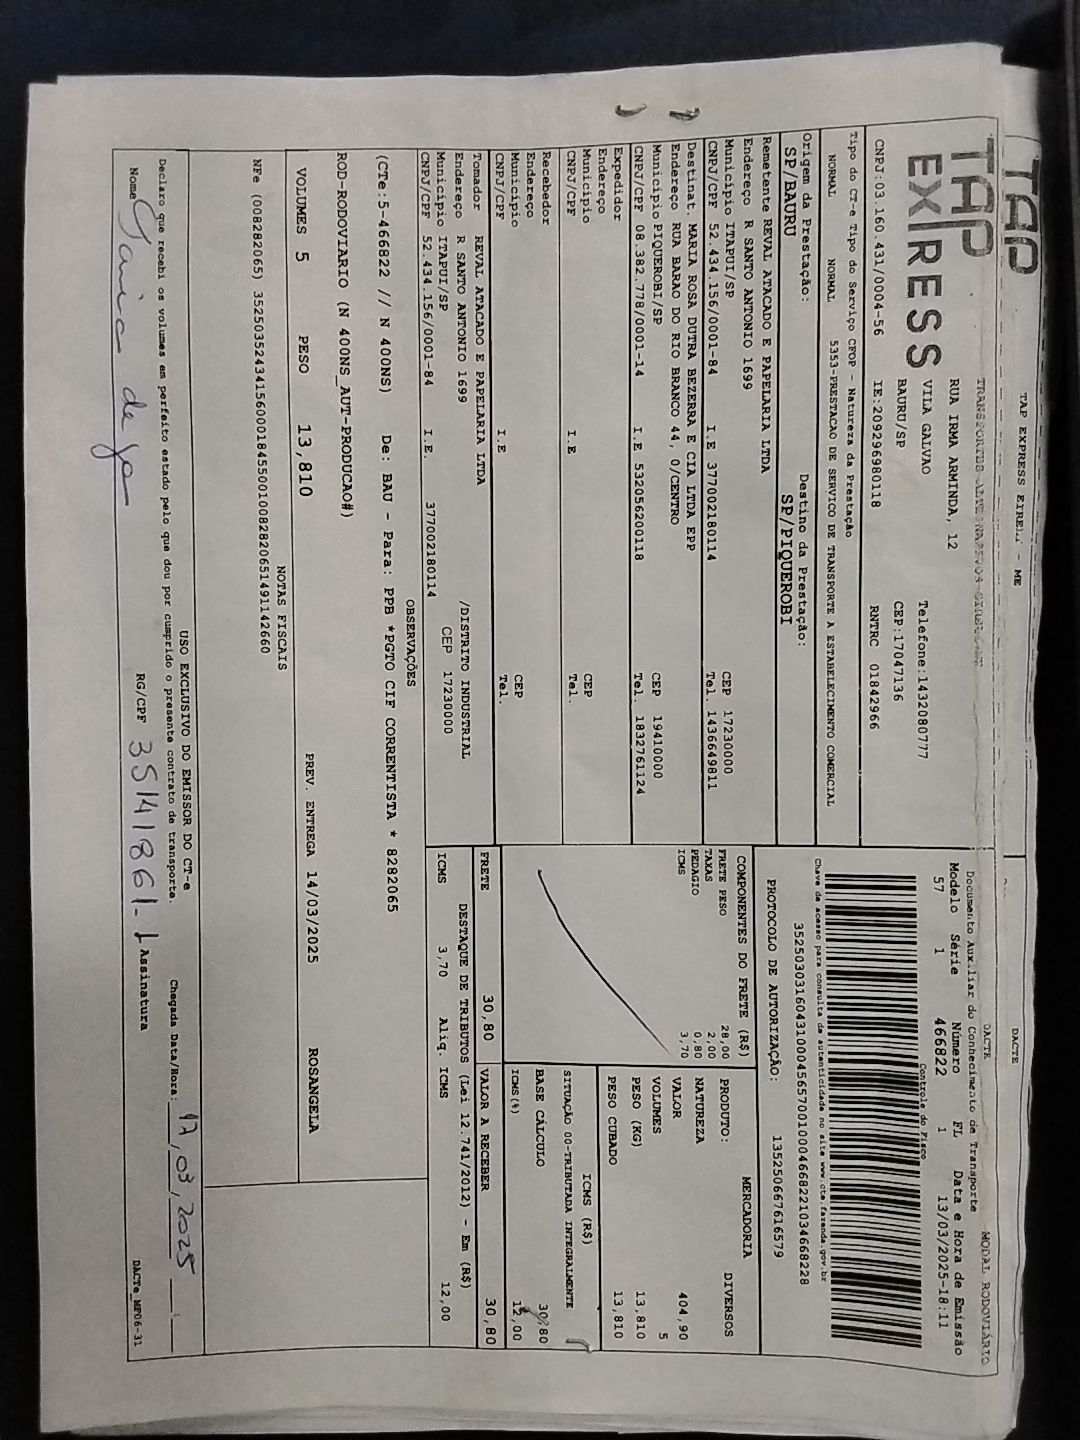 TAP
TAP EXPRESS EIRELI - ME
DACTE
TAP
EXPRESS
RUA IRMA ARMINDA, 12
VILA GALVAO
BAURU/SP
Telefone:1432080777
CEP:17047136
CNPJ:03.160.431/0004-56
IE:209296980118
RNTRC 01842966
Tipo do CT-e Tipo do Serviço CFOP - Natureza da Prestação
NORMAL NORMAL 5353-PRESTACAO DE SERVICO DE TRANSPORTE A ESTABELECIMENTO COMERCIAL
Origem da Prestação: Destino da Prestação:
SP/BAURU SP/PIQUEROBI
DACTE MODAL RODOVIÁRIO
Documento Auxiliar do Conhecimento de Transporte
Modelo Série Número FL Data e Hora de Emissão
57 1 466822 1 13/03/2025-18:11
Controle do Fisco
Chave de acesso para consulta de autenticidade no site www.cte.fazenda.gov.br
PROTOCOLO DE AUTORIZAÇÃO: 135250667616579
Remetente REVAL ATACADO E PAPELARIA LTDA
Endereço R SANTO ANTONIO 1699
Município ITAPUI/SP CEP 17230000
CNPJ/CPF 52.434.156/0001-84 I.E 377002180114 Tel. 1436649811
Destinat. MARIA ROSA DUTRA BEZERRA E CIA LTDA EPP
Endereço RUA BARAO DO RIO BRANCO 44, 0/CENTRO
Município PIQUEROBI/SP CEP 19410000
CNPJ/CPF 08.382.778/0001-14 I.E 532056200118 Tel. 1832761124
Expedidor
Endereço
Município CEP
CNPJ/CPF I.E Tel.
Recebedor
Endereço
Município CEP
CNPJ/CPF I.E Tel.
Tomador REVAL ATACADO E PAPELARIA LTDA
Endereço R SANTO ANTONIO 1699 /DISTRITO INDUSTRIAL
Município ITAPUI/SP CEP 17230000
CNPJ/CPF 52.434.156/0001-84 I.E. 377002180114
COMPONENTES DO FRETE (R$)
FRETE PESO 28,00
TAXAS 2,00
PEDAGIO 0,80
ICMS 3,70
MERCADORIA
PRODUTO: DIVERSOS
NATUREZA
VALOR 404,90
VOLUMES 5
PESO (KG) 13,810
PESO CUBADO 13,810
ICMS (R$)
SITUAÇÃO 00-TRIBUTADA INTEGRALMENTE
BASE CÁLCULO 30,80
ICMS(%) 12,00
FRETE 30,80 VALOR A RECEBER 30,80
DESTAQUE DE TRIBUTOS (Lei 12.741/2012) - Em (R$)
ICMS 3,70 Aliq. ICMS 12,00
OBSERVAÇÕES
(CTe:5-466822 // N 400NS) De: BAU - Para: PPB *PGTO CIF CORRENTISTA * 8282065
ROD-RODOVIARIO (N 400NS_AUT-PRODUCAO#)
VOLUMES 5 PESO 13,810 PREV. ENTREGA 14/03/2025 ROSANGELA
NOTAS FISCAIS
USO EXCLUSIVO DO EMISSOR DO CT-e
Declaro que recebi os volumes em perfeito estado pelo que dou por cumprido o presente contrato de transporte.
Chegada Data/Hora: 17/03/2025
Nome RG/CPF 35141861-1 Assinatura
DACTe_MF06-31